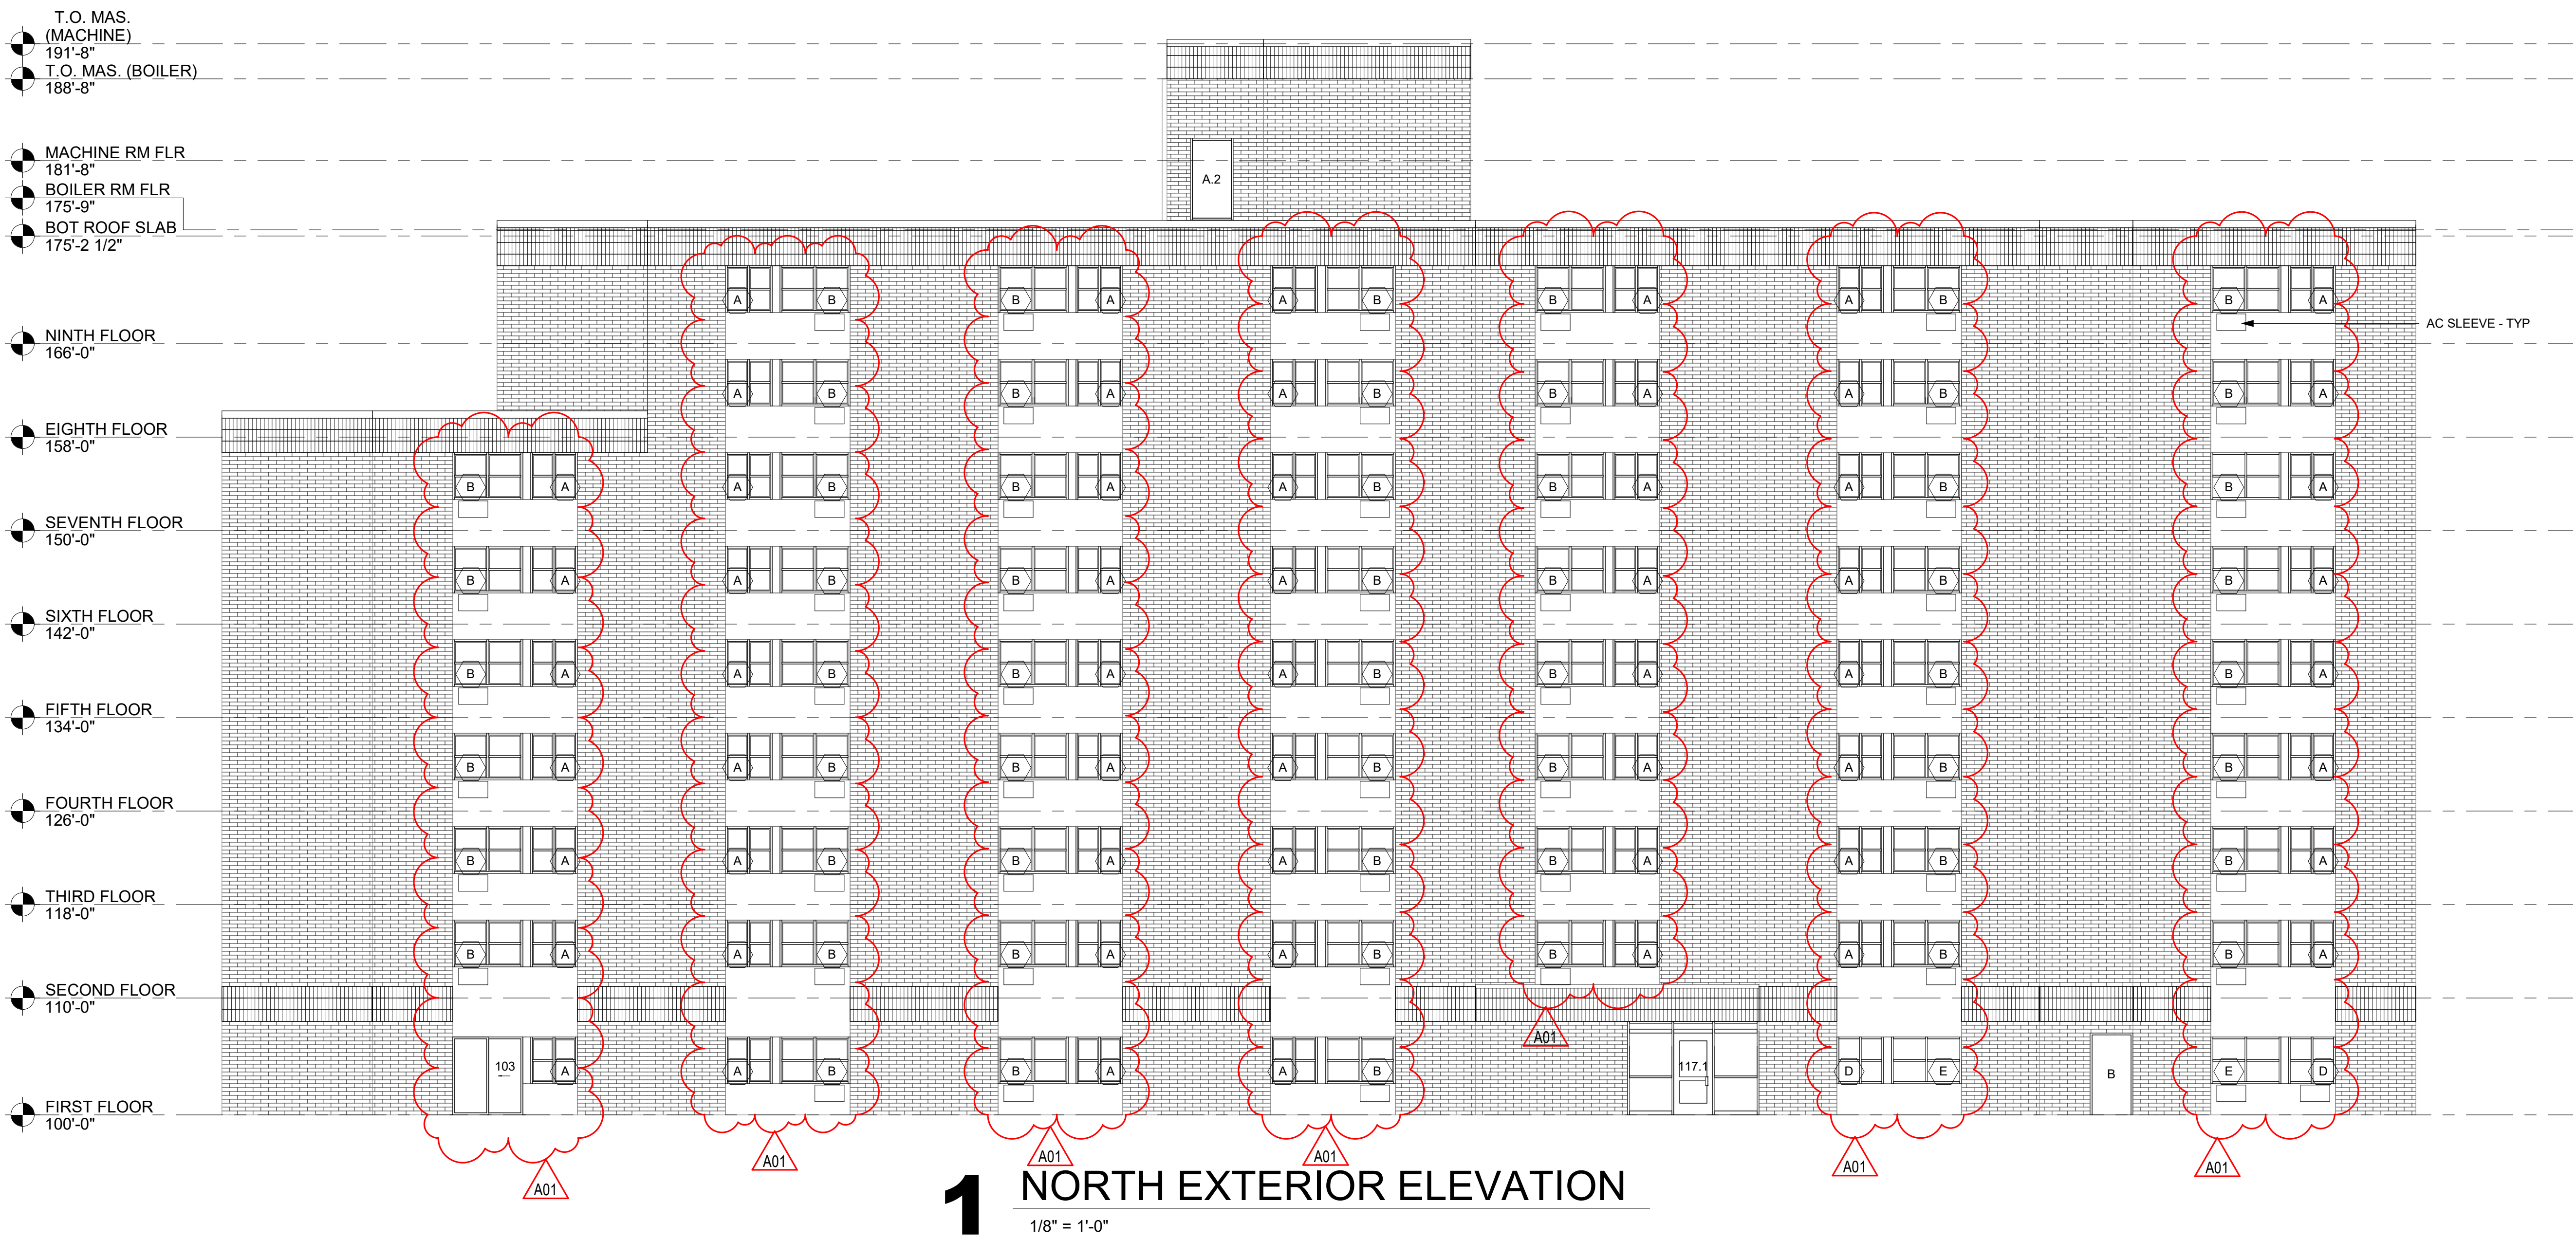 T.O. MAS.
(MACHINE)
191'-8"
T.O. MAS. (BOILER)
188'-8"
MACHINE RM FLR
181'-8"
A.2
BOILER RM FLR
175'-9"
BOT ROOF SLAB
175'-2 1/2"
A B B A A B B A A B B A
AC SLEEVE - TYP
NINTH FLOOR
166'-0"
A B B A A B B A A B B A
EIGHTH FLOOR
158'-0"
B A A B B A A B B A A B B A
SEVENTH FLOOR
150'-0"
B A A B B A A B B A A B B A
SIXTH FLOOR
142'-0"
B A A B B A A B B A A B B A
FIFTH FLOOR
134'-0"
B A A B B A A B B A A B B A
FOURTH FLOOR
126'-0"
B A A B B A A B B A A B B A
THIRD FLOOR
118'-0"
B A A B B A A B B A A B B A
SECOND FLOOR
110'-0"
A01
103 A A B B A A B 117.1 D E B E D
FIRST FLOOR
100'-0"
A01 A01 A01 A01 A01 A01
1 NORTH EXTERIOR ELEVATION
1/8" = 1'-0"